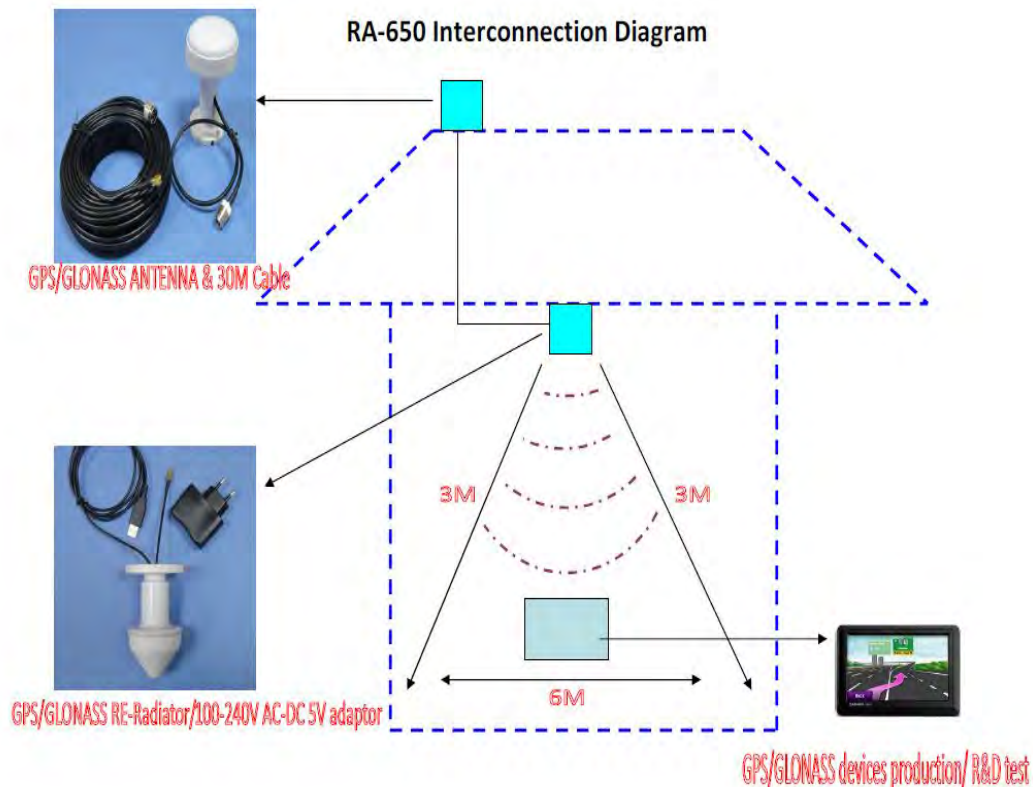 RA-650 Interconnection Diagram
GPS/GLONASS ANTENNA & 30M Cable
3M
3M
6M
GPS/GLONASS RE-Radiator/100-240V AC-DC 5V adaptor
GPS/GLONASS devices production/ R&D test